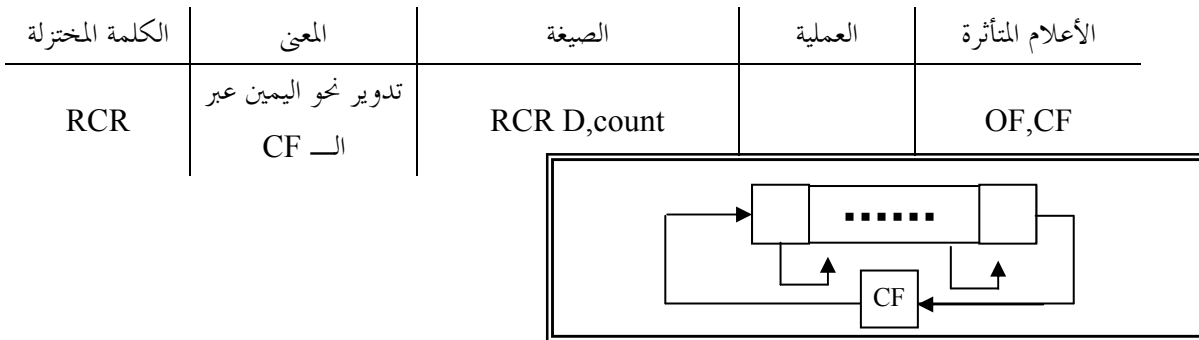 الكلمة المختزلة
المعنى
الصيغة
العملية
الأعلام المتأثرة
RCR
تدوير نحو اليمين عبر
الـــ CF
RCR D,count
OF,CF
......
CF